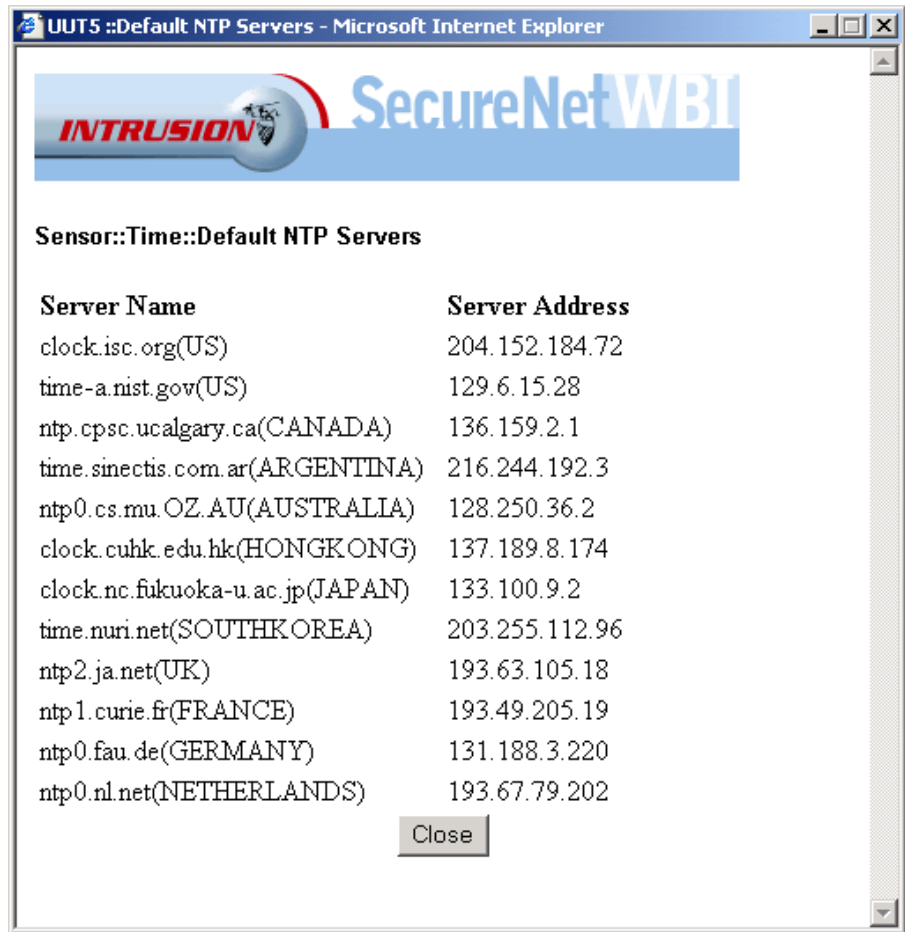 UUT5 ::Default NTP Servers - Microsoft Internet Explorer
INTRUSION SecureNetWBI
Sensor::Time::Default NTP Servers
Server Name Server Address
clock.isc.org(US) 204.152.184.72
time-a.nist.gov(US) 129.6.15.28
ntp.cpsc.ucalgary.ca(CANADA) 136.159.2.1
time.sinectis.com.ar(ARGENTINA) 216.244.192.3
ntp0.cs.mu.OZ.AU(AUSTRALIA) 128.250.36.2
clock.cuhk.edu.hk(HONGKONG) 137.189.8.174
clock.nc.fukuoka-u.ac.jp(JAPAN) 133.100.9.2
time.nuri.net(SOUTHKOREA) 203.255.112.96
ntp2.ja.net(UK) 193.63.105.18
ntp1.curie.fr(FRANCE) 193.49.205.19
ntp0.fau.de(GERMANY) 131.188.3.220
ntp0.nl.net(NETHERLANDS) 193.67.79.202
Close